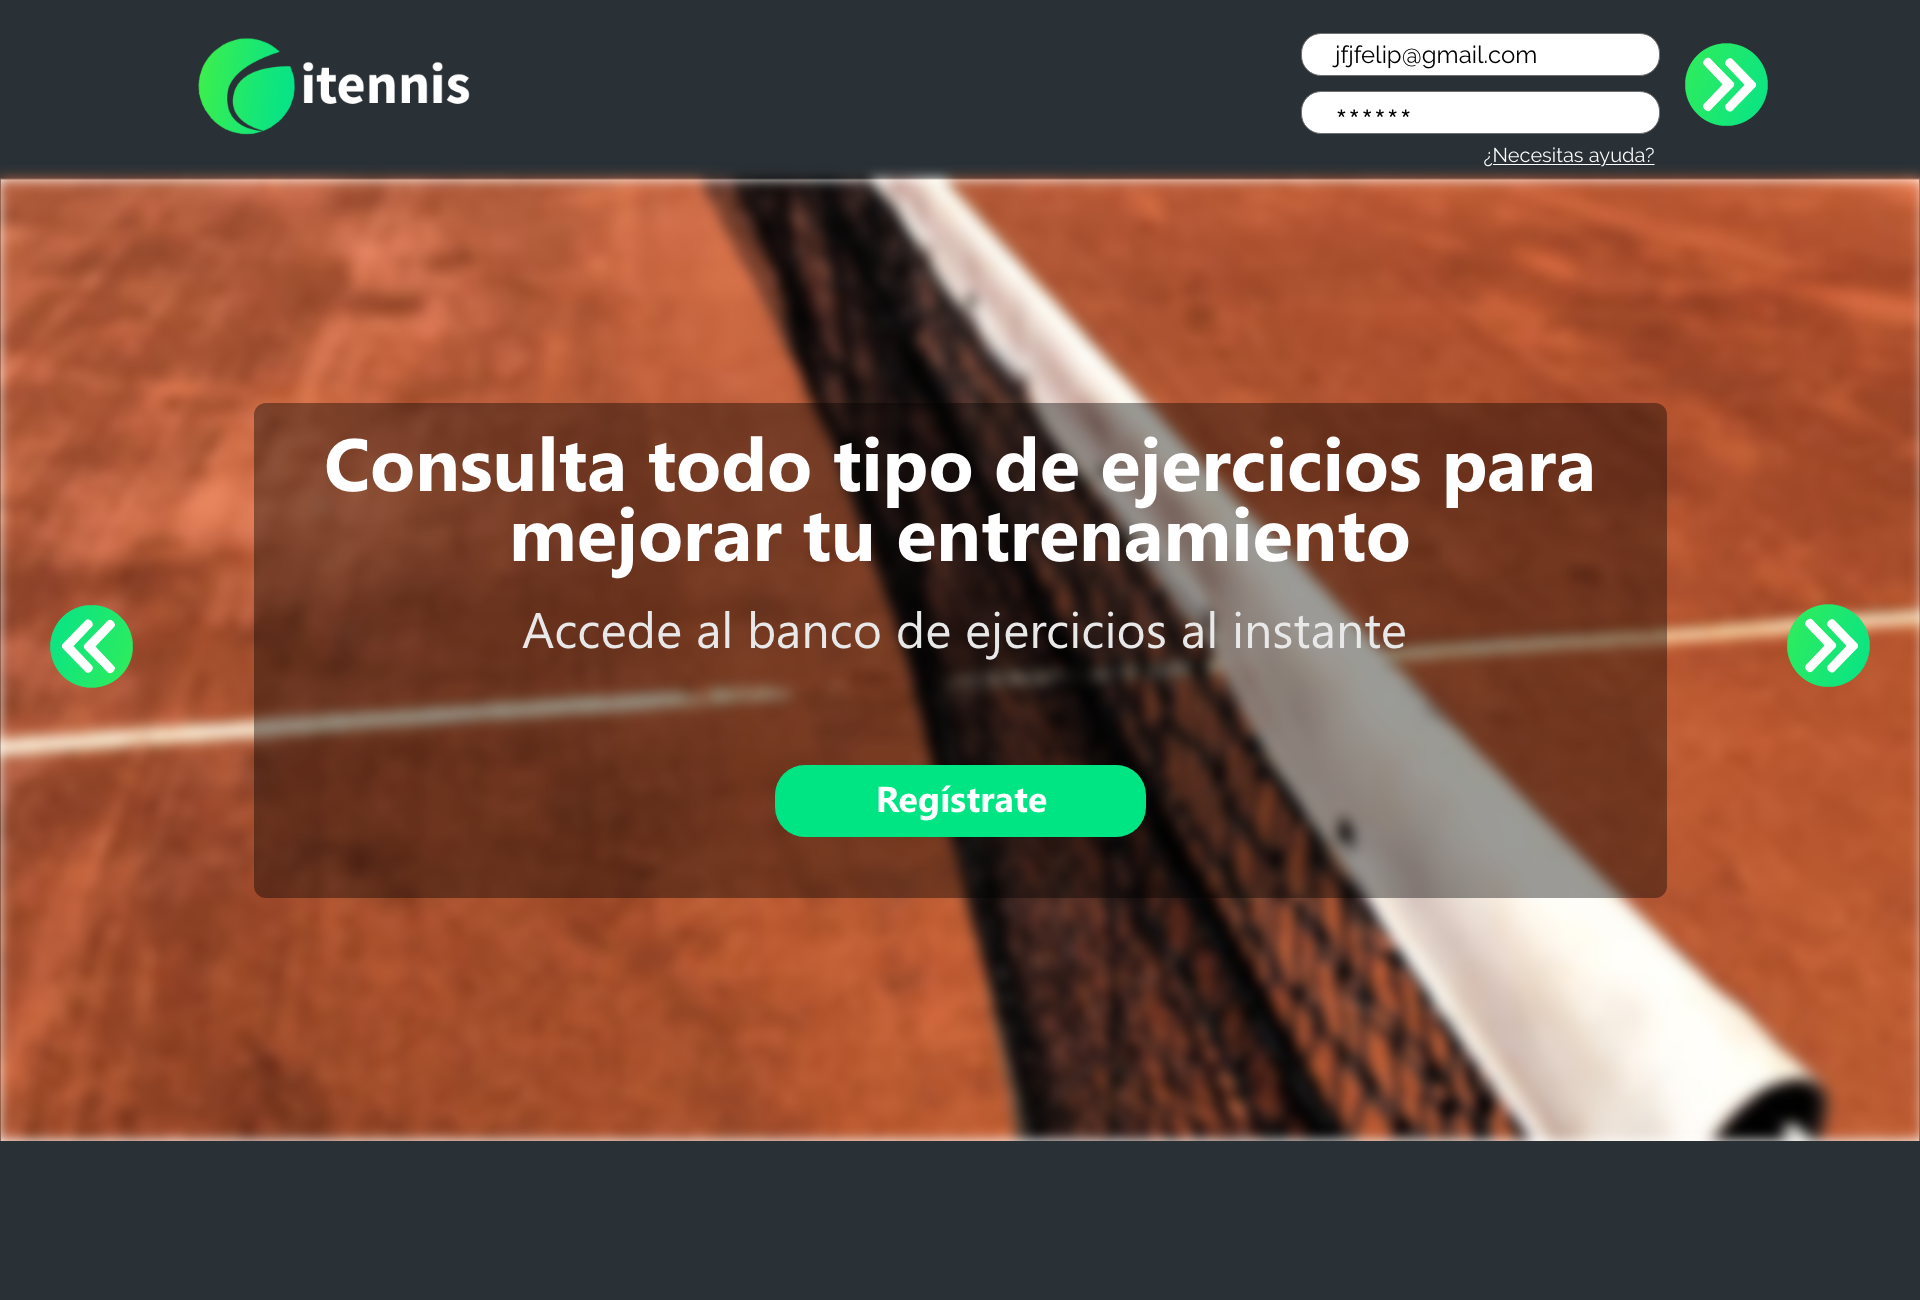 itennis
jfjfelip@gmail.com
******
¿Necesitas ayuda?
Consulta todo tipo de ejercicios para
mejorar tu entrenamiento
Accede al banco de ejercicios al instante
Regístrate